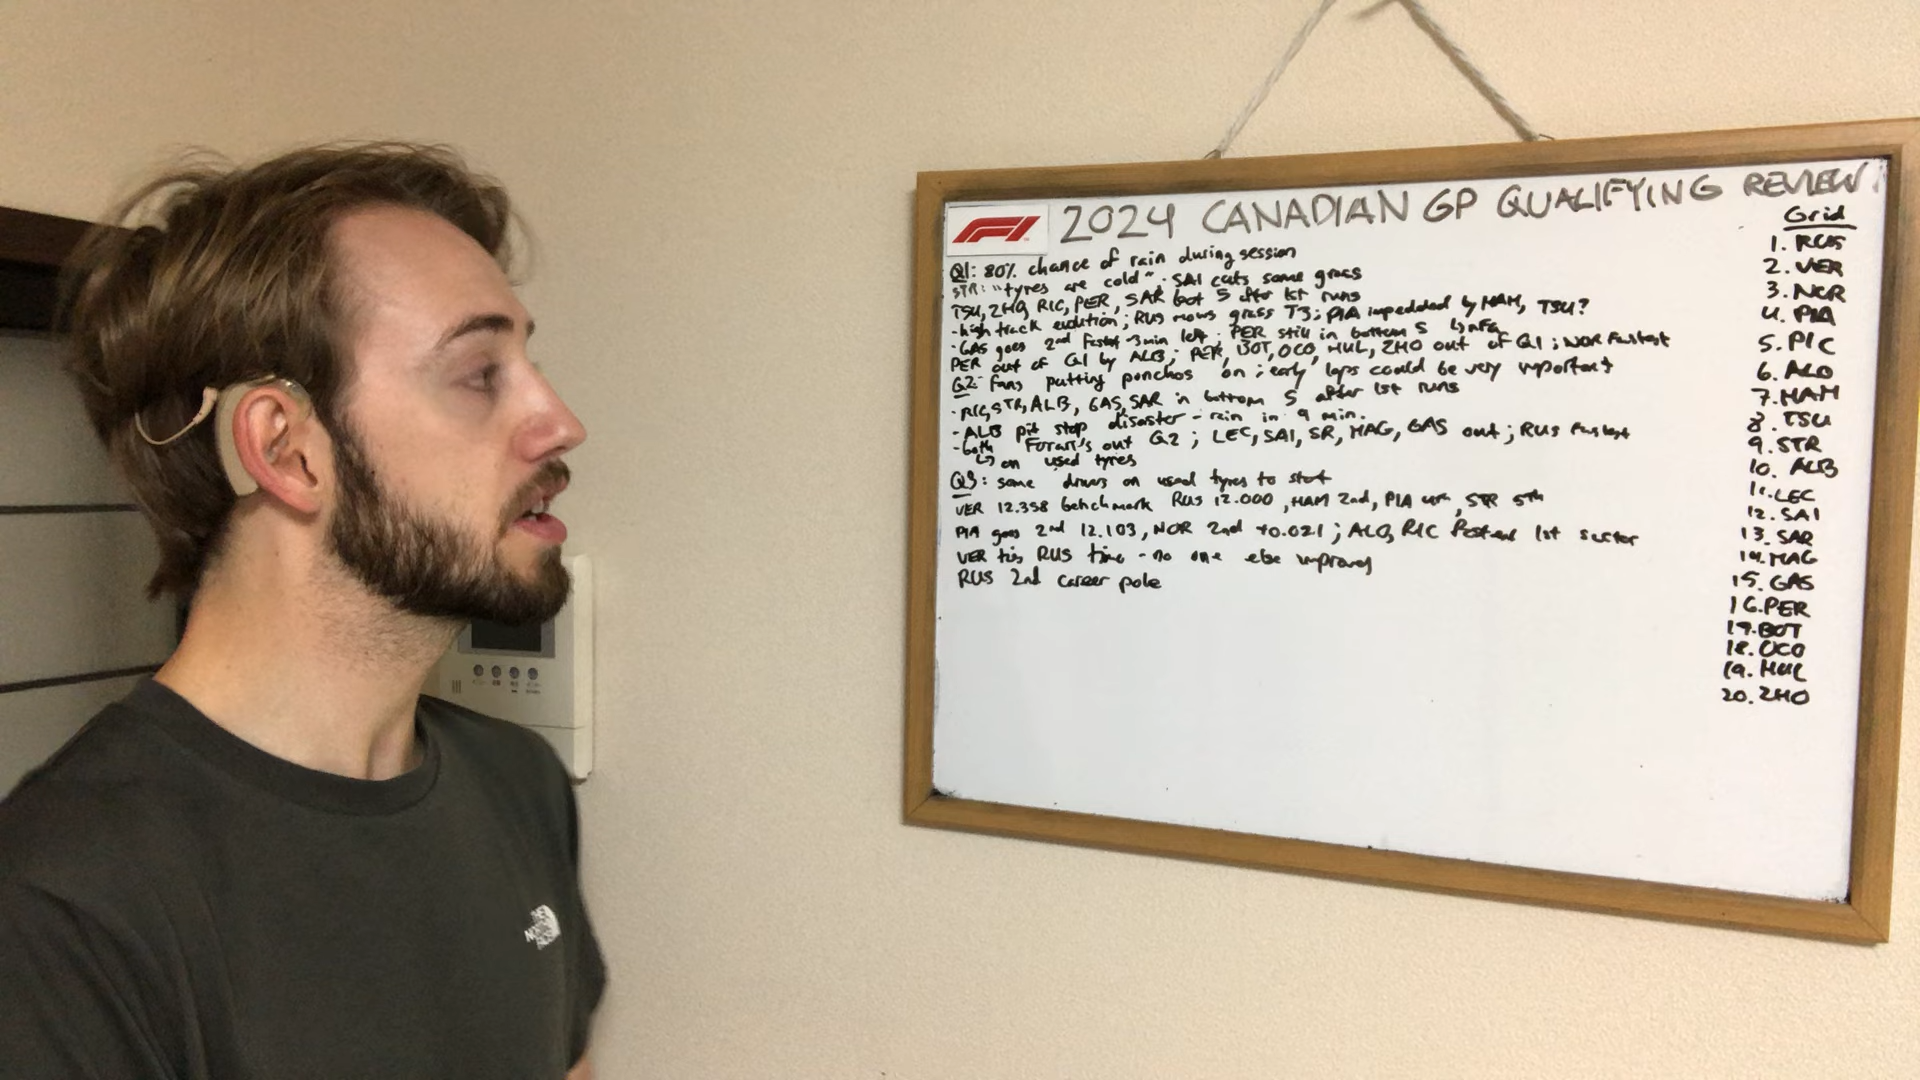 F1
2024 CANADIAN GP QUALIFYING REVIEW
Q1: 80% chance of rain during session
STR: "tyres are cold" · SAI cuts some grass
TSU, ZHO, RIC, PER, SAR bot 5 after 1st runs
-high track evolution; RUS mows grass T3; PIA impedded by HAM, TSU?
-GAS goes 2nd fastest ~3min left · PER still in bottom 5
PER out of Q1 by ALB; PER, BOT, OCO, HUL, ZHO out of Q1; NOR fastest
Q2: fans putting ponchos on; early laps could be very important
·RIC, STR, ALB, GAS, SAR in bottom 5 after 1st runs
-ALB pit stop disaster - rain in 9 min.
-both Ferarri's out Q2; LEC, SAI, SR, MAG, GAS out; RUS fastest
↳ on used tyres
Q3: some drivers on used tyres to start
VER 12.358 benchmark RUS 12.000, HAM 2nd, PIA 4th, STR 5th
PIA goes 2nd 12.103, NOR 2nd +0.021; ALO, RIC fastest 1st sector
VER ties RUS time - no one else improves
RUS 2nd career pole
Grid
1. RUS
2. VER
3. NOR
4. PIA
5. RIC
6. ALO
7. HAM
8. TSU
9. STR
10. ALB
11. LEC
12. SAI
13. SAR
14. MAG
15. GAS
16. PER
17. BOT
18. OCO
19. HUL
20. ZHO
THE
NORTH
FACE